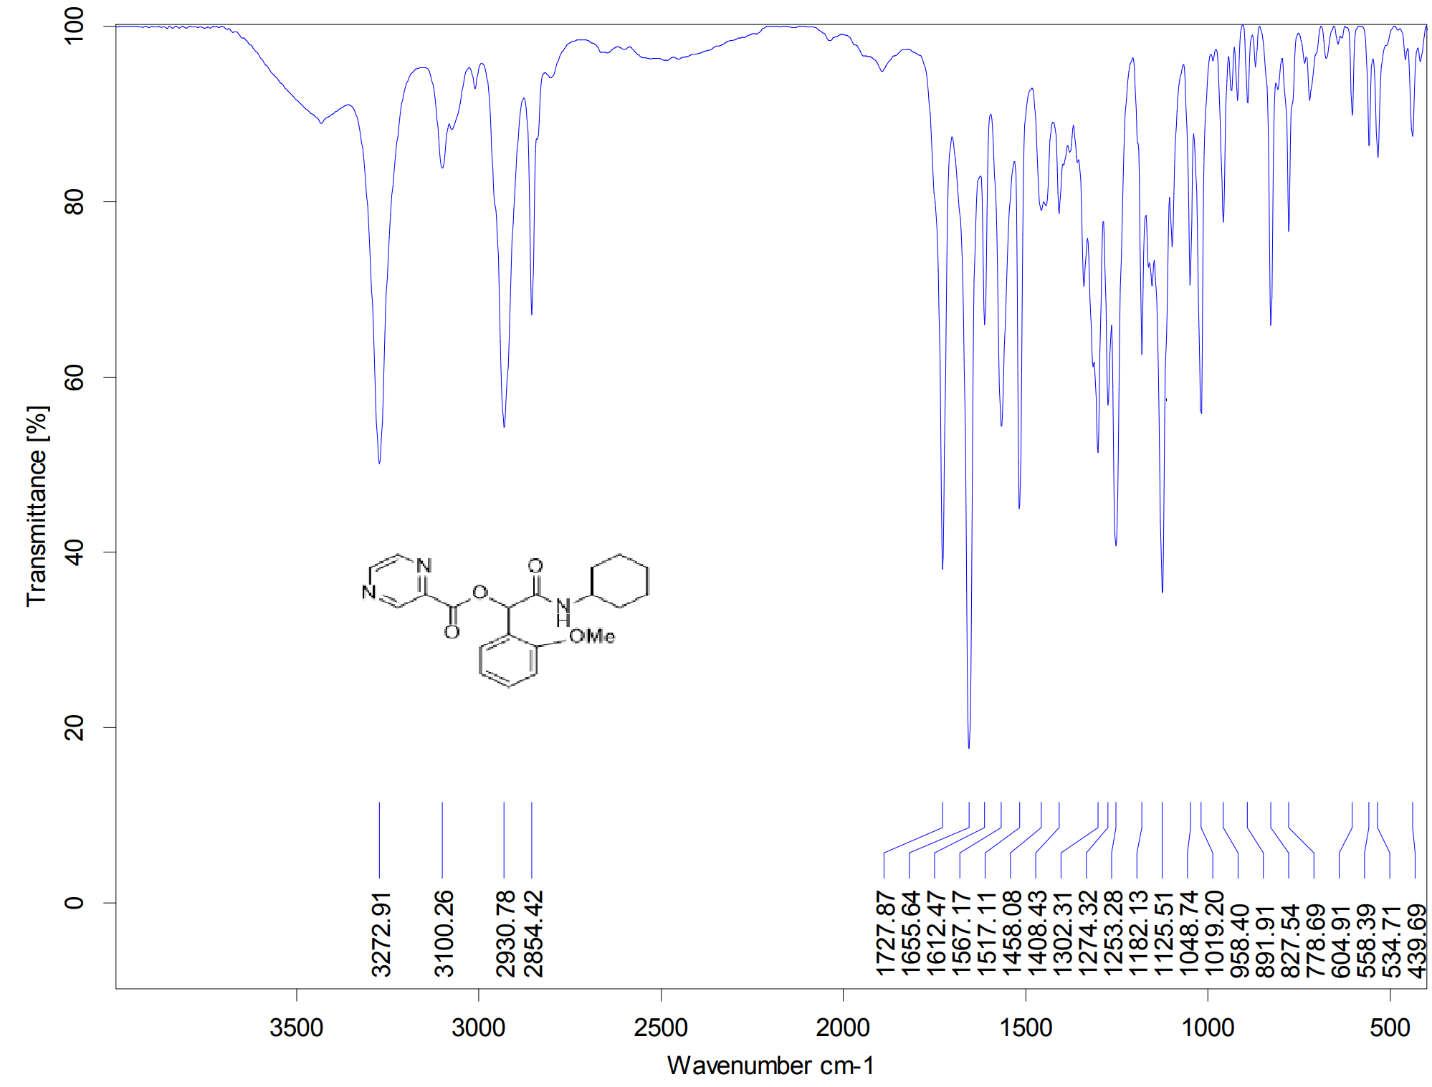 100
80
60
40
20
0
Transmittance [%]
N
N
O
O
O
N
H
OMe
3272.91
3100.26
2930.78
2854.42
1727.87
1655.64
1612.47
1567.17
1517.11
1458.08
1408.43
1302.31
1274.32
1253.28
1182.13
1125.51
1048.74
1019.20
958.40
891.91
827.54
778.69
604.91
558.39
534.71
439.69
3500 3000 2500 2000 1500 1000 500
Wavenumber cm-1